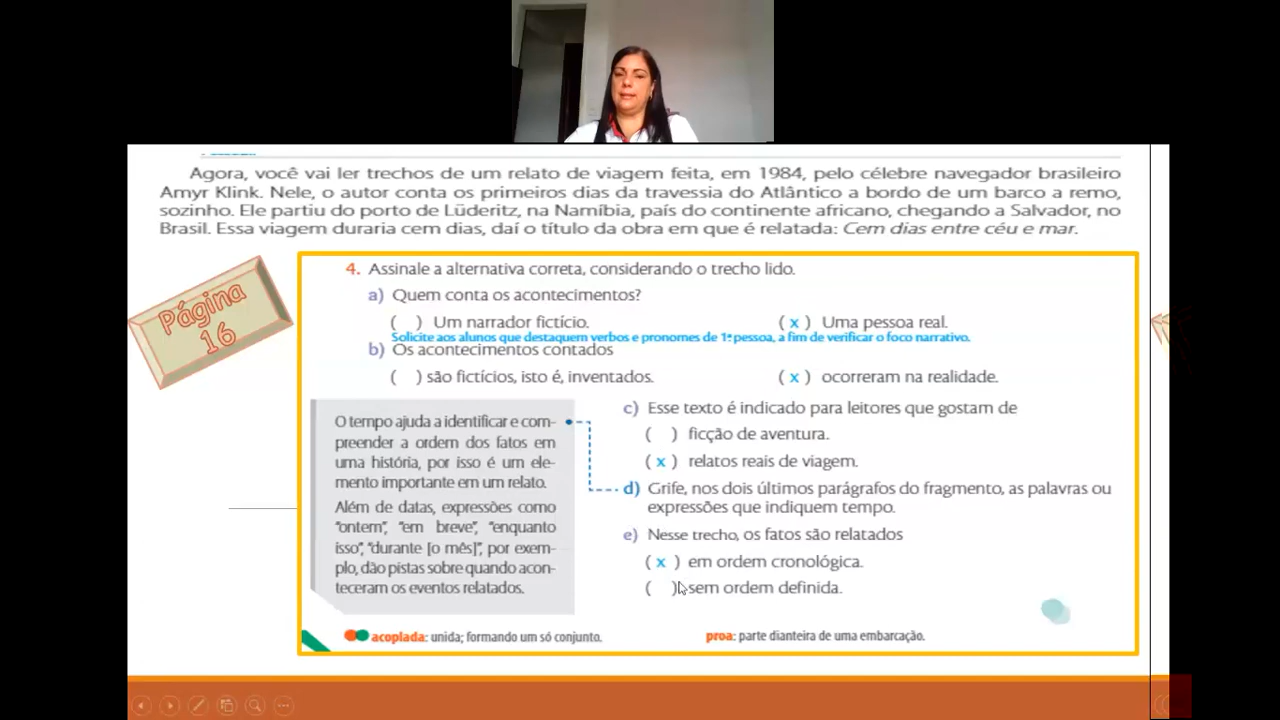 Agora, você vai ler trechos de um relato de viagem feita, em 1984, pelo célebre navegador brasileiro
Amyr Klink. Nele, o autor conta os primeiros dias da travessia do Atlântico a bordo de um barco a remo,
sozinho. Ele partiu do porto de Lüderitz, na Namíbia, país do continente africano, chegando a Salvador, no
Brasil. Essa viagem duraria cem dias, daí o título da obra em que é relatada: Cem dias entre céu e mar.
Página
16
4. Assinale a alternativa correta, considerando o trecho lido.
a) Quem conta os acontecimentos?
( ) Um narrador fictício. ( x ) Uma pessoa real.
Solicite aos alunos que destaquem verbos e pronomes de 1ª pessoa, a fim de verificar o foco narrativo.
b) Os acontecimentos contados
( ) são fictícios, isto é, inventados. ( x ) ocorreram na realidade.
O tempo ajuda a identificar e com-
preender a ordem dos fatos em
uma história, por isso é um ele-
mento importante em um relato.
Além de datas, expressões como
“ontem”, “em breve”, “enquanto
isso”, “durante [o mês]”, por exem-
plo, dão pistas sobre quando acon-
teceram os eventos relatados.
c) Esse texto é indicado para leitores que gostam de
( ) ficção de aventura.
( x ) relatos reais de viagem.
d) Grife, nos dois últimos parágrafos do fragmento, as palavras ou
expressões que indiquem tempo.
e) Nesse trecho, os fatos são relatados
( x ) em ordem cronológica.
( ) sem ordem definida.
acoplada: unida; formando um só conjunto. proa: parte dianteira de uma embarcação.